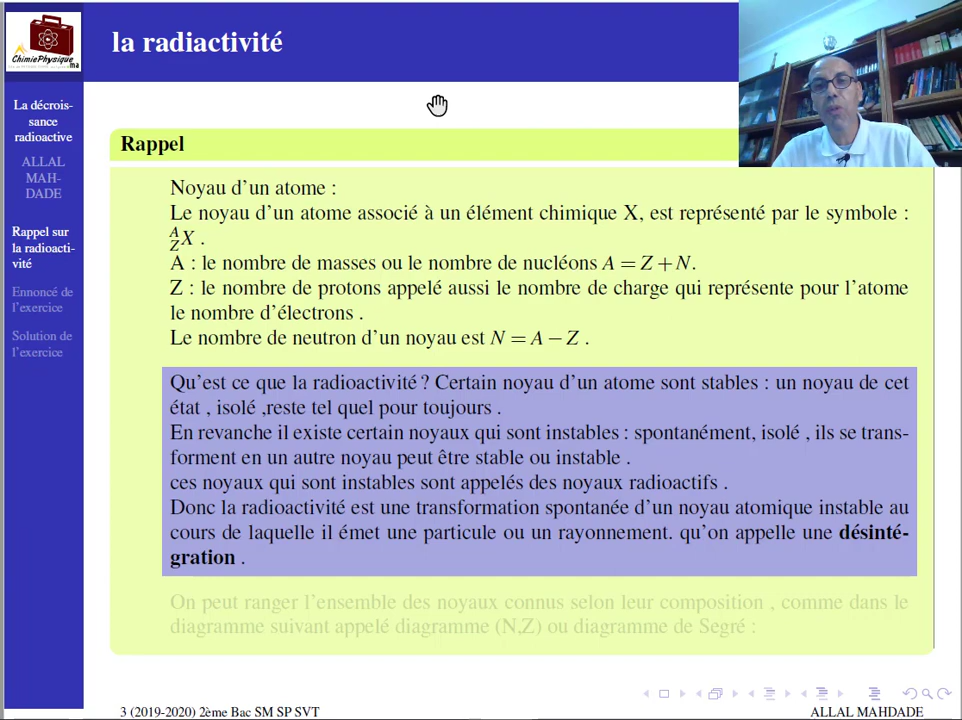 la radiactivité
ChimiePhysique
ma
La décrois-
sance
radioactive
ALLAL
MAH-
DADE
Rappel sur
la radioacti-
vité
Ennoncé de
l’exercice
Solution de
l’exercice
Rappel
Noyau d’un atome :
Le noyau d’un atome associé à un élément chimique X, est représenté par le symbole :
A/Z X .
A : le nombre de masses ou le nombre de nucléons A = Z + N.
Z : le nombre de protons appelé aussi le nombre de charge qui représente pour l’atome
le nombre d’électrons .
Le nombre de neutron d’un noyau est N = A − Z .
Qu’est ce que la radioactivité ? Certain noyau d’un atome sont stables : un noyau de cet
état , isolé ,reste tel quel pour toujours .
En revanche il existe certain noyaux qui sont instables : spontanément, isolé , ils se trans-
forment en un autre noyau peut être stable ou instable .
ces noyaux qui sont instables sont appelés des noyaux radioactifs .
Donc la radioactivité est une transformation spontanée d’un noyau atomique instable au
cours de laquelle il émet une particule ou un rayonnement. qu’on appelle une désinté-
gration .
On peut ranger l’ensemble des noyaux connus selon leur composition , comme dans le
diagramme suivant appelé diagramme (N,Z) ou diagramme de Segré :
3 (2019-2020) 2ème Bac SM SP SVT
ALLAL MAHDADE